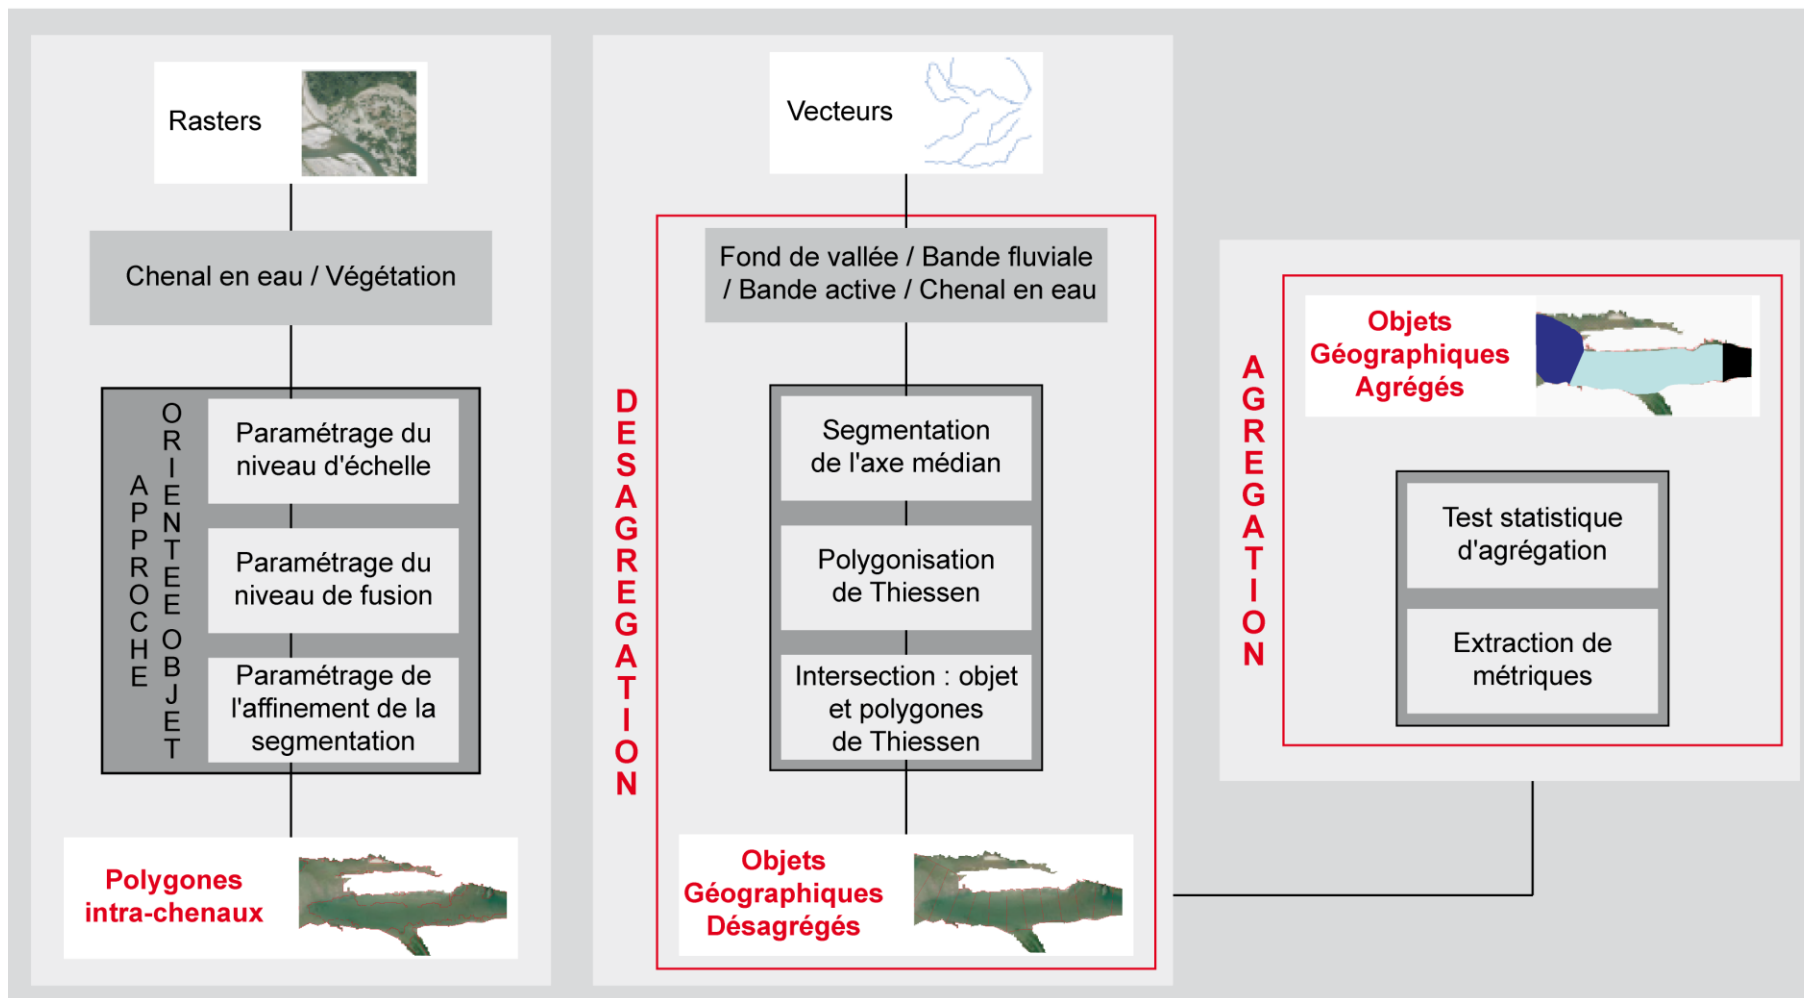 Rasters
Chenal en eau / Végétation
APPROCHE
ORIENTEE OBJET
Paramétrage du
niveau d'échelle
Paramétrage du
niveau de fusion
Paramétrage de
l'affinement de la
segmentation
Polygones
intra-chenaux
Vecteurs
DESAGREGATION
Fond de vallée / Bande fluviale
/ Bande active / Chenal en eau
Segmentation
de l'axe médian
Polygonisation
de Thiessen
Intersection : objet
et polygones
de Thiessen
Objets
Géographiques
Désagrégés
AGREGATION
Objets
Géographiques
Agrégés
Test statistique
d'agrégation
Extraction de
métriques